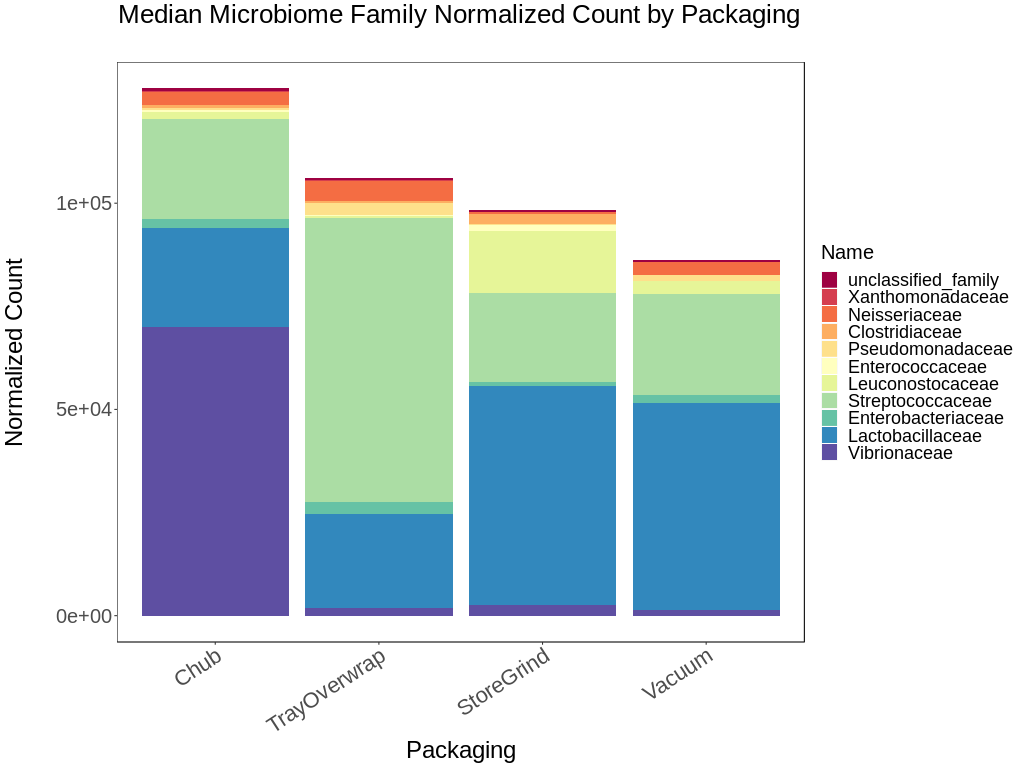 Median Microbiome Family Normalized Count by Packaging
Normalized Count
1e+05
5e+04
0e+00
Chub
TrayOverwrap
StoreGrind
Vacuum
Packaging
Name
unclassified_family
Xanthomonadaceae
Neisseriaceae
Clostridiaceae
Pseudomonadaceae
Enterococcaceae
Leuconostocaceae
Streptococcaceae
Enterobacteriaceae
Lactobacillaceae
Vibrionaceae